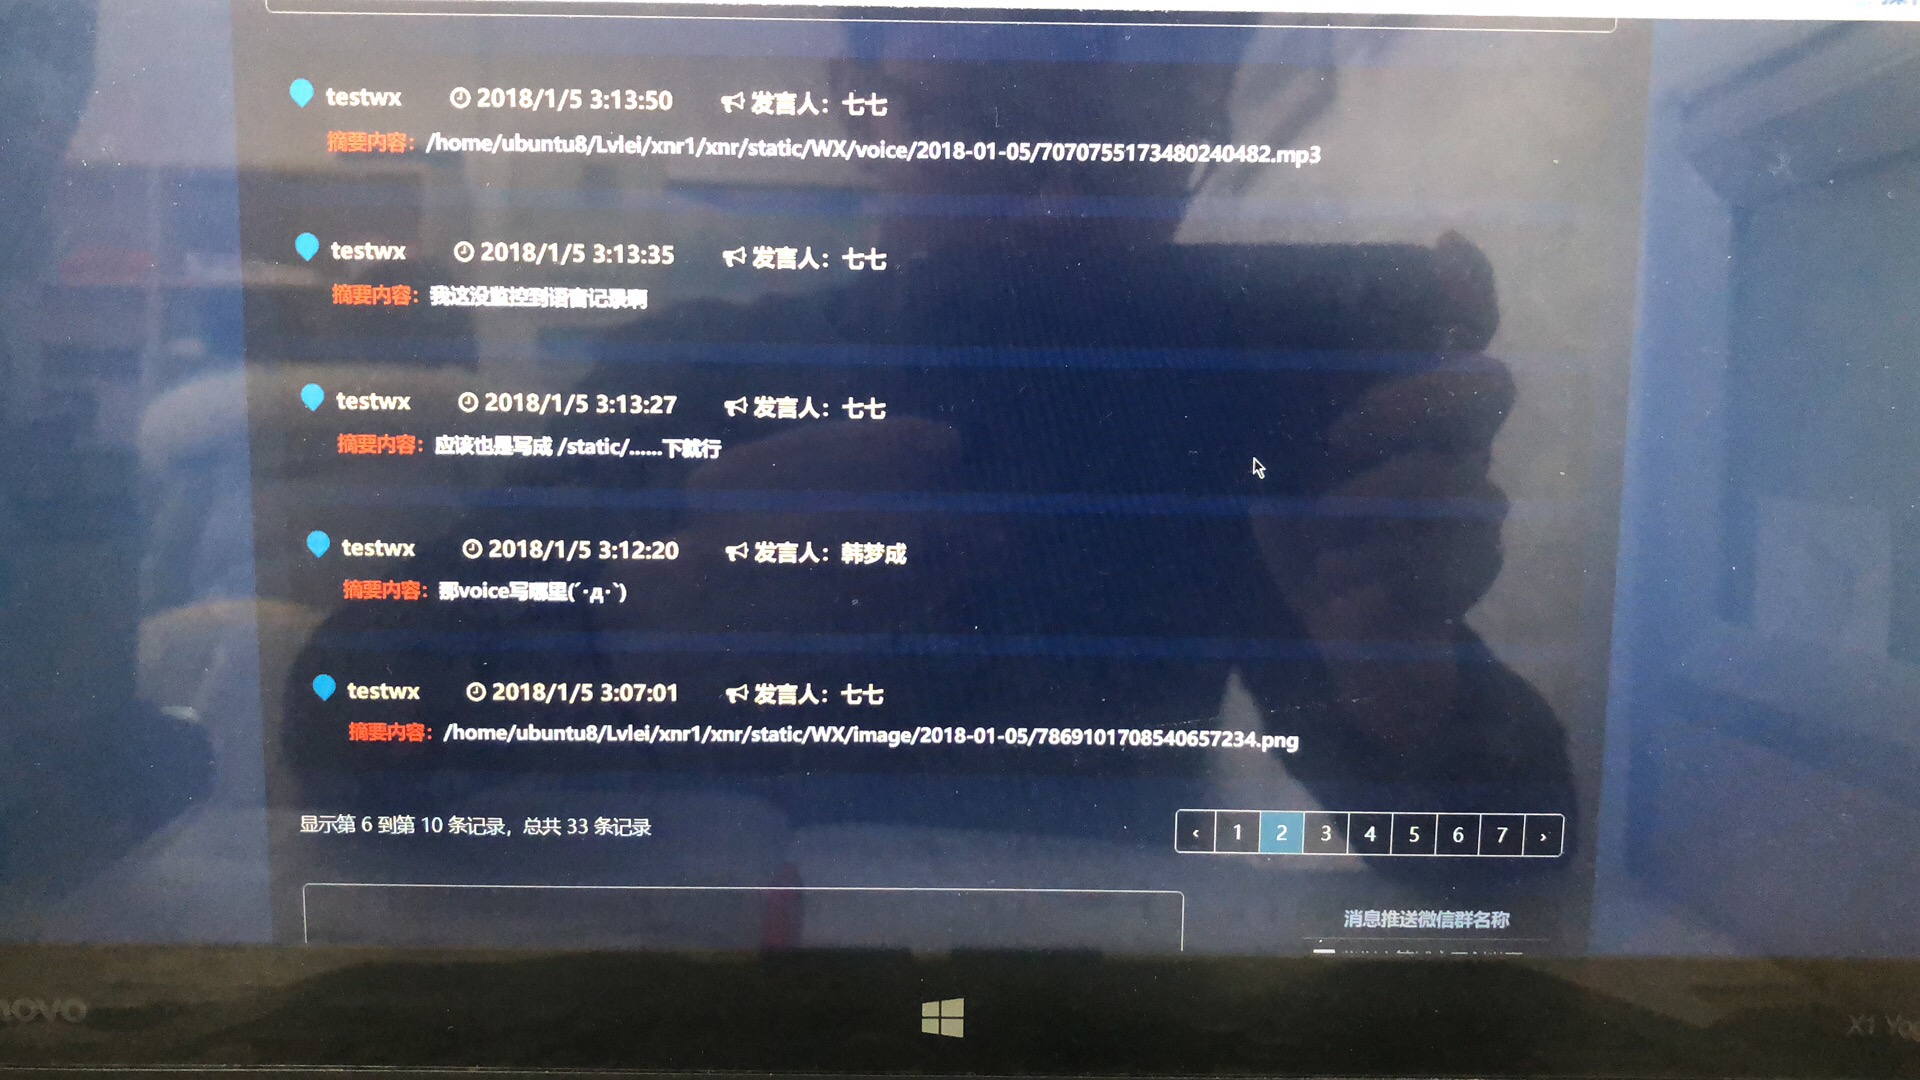 testwx 2018/1/5 3:13:50 发言人：七七
摘要内容：/home/ubuntu8/Lvlei/xnr1/xnr/static/WX/voice/2018-01-05/7070755173480240482.mp3
testwx 2018/1/5 3:13:35 发言人：七七
摘要内容：我这没监控到语音记录啊
testwx 2018/1/5 3:13:27 发言人：七七
摘要内容：应该也是写成 /static/......下就行
testwx 2018/1/5 3:12:20 发言人：韩梦成
摘要内容：那voice写哪里(´･д･`)
testwx 2018/1/5 3:07:01 发言人：七七
摘要内容：/home/ubuntu8/Lvlei/xnr1/xnr/static/WX/image/2018-01-05/7869101708540657234.png
显示第 6 到第 10 条记录，总共 33 条记录
‹ 1 2 3 4 5 6 7 ›
消息推送微信群名称
novo
X1 Yo